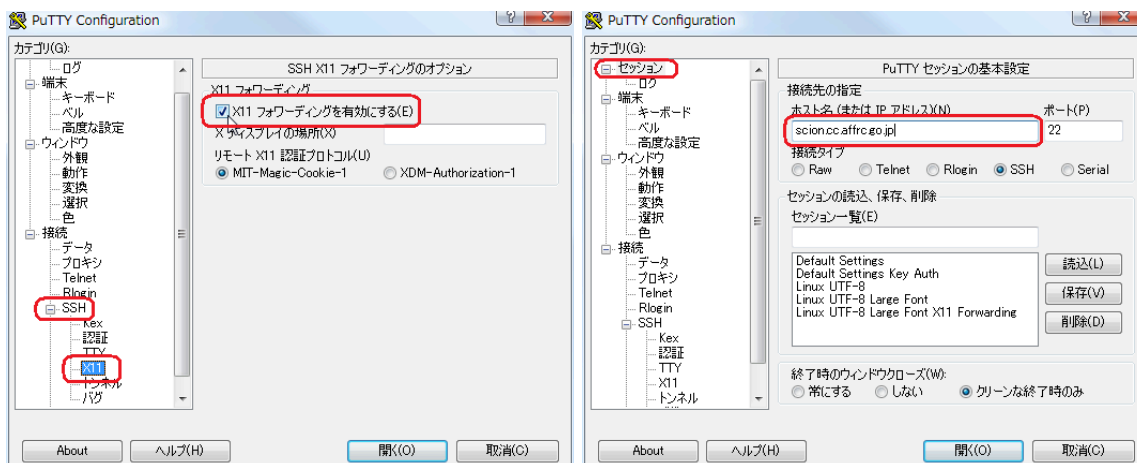 PuTTY Configuration
カテゴリ(G):
ログ
端末
キーボード
ベル
高度な設定
ウィンドウ
外観
動作
変換
選択
色
接続
データ
プロキシ
Telnet
Rlogin
SSH
Kex
認証
TTY
X11
トンネル
バグ
SSH X11 フォワーディングのオプション
X11 フォワーディング
X11 フォワーディングを有効にする(E)
X ディスプレイの場所(X)
リモート X11 認証プロトコル(U)
MIT-Magic-Cookie-1 XDM-Authorization-1
About ヘルプ(H) 開く(O) 取消(C)
PuTTY Configuration
カテゴリ(G):
セッション
ログ
端末
キーボード
ベル
高度な設定
ウィンドウ
外観
動作
変換
選択
色
接続
データ
プロキシ
Telnet
Rlogin
SSH
Kex
認証
TTY
X11
トンネル
PuTTY セッションの基本設定
接続先の指定
ホスト名 (または IP アドレス)(N) ポート(P)
scion.cc.affrc.go.jp 22
接続タイプ
Raw Telnet Rlogin SSH Serial
セッションの読込、保存、削除
セッション一覧(E)
Default Settings
Default Settings Key Auth
Linux UTF-8
Linux UTF-8 Large Font
Linux UTF-8 Large Font X11 Forwarding
読込(L)
保存(V)
削除(D)
終了時のウィンドウクローズ(W):
常にする しない クリーンな終了時のみ
About ヘルプ(H) 開く(O) 取消(C)